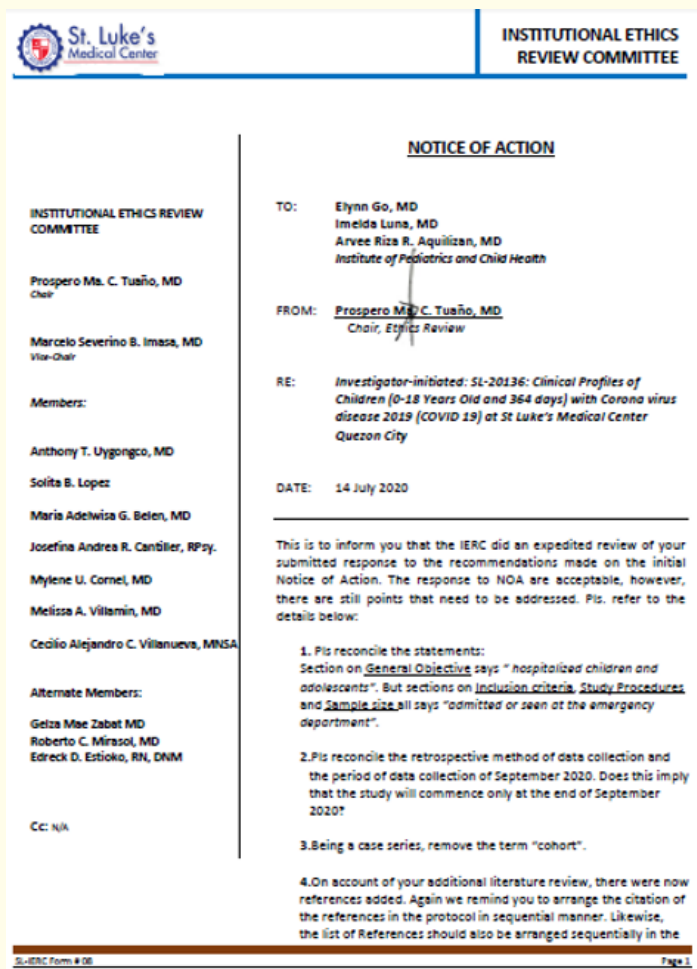 St. Luke's
Medical Center
INSTITUTIONAL ETHICS
REVIEW COMMITTEE
NOTICE OF ACTION
INSTITUTIONAL ETHICS REVIEW
COMMITTEE
Prospero Ma. C. Tuaño, MD
Chair
Marcelo Severino B. Imasa, MD
Vice-Chair
Members:
Anthony T. Uygongco, MD
Solita B. Lopez
Maria Adelwisa G. Belen, MD
Josefina Andrea R. Cantiller, RPsy.
Mylene U. Cornel, MD
Melissa A. Villamin, MD
Cecilio Alejandro C. Villanueva, MNSA
Alternate Members:
Geiza Mae Zabat MD
Roberto C. Mirasol, MD
Edreck D. Estioko, RN, DNM
Cc: N/A
TO: Elynn Go, MD
Imelda Luna, MD
Arvee Riza R. Aquilizan, MD
Institute of Pediatrics and Child Health
FROM: Prospero Ma. C. Tuaño, MD
Chair, Ethics Review
RE: Investigator-initiated: SL-20136: Clinical Profiles of
Children (0-18 Years Old and 364 days) with Corona virus
disease 2019 (COVID 19) at St Luke's Medical Center
Quezon City
DATE: 14 July 2020
This is to inform you that the IERC did an expedited review of your
submitted response to the recommendations made on the initial
Notice of Action. The response to NOA are acceptable, however,
there are still points that need to be addressed. Pls. refer to the
details below:
1. Pls reconcile the statements:
Section on General Objective says " hospitalized children and
adolescents". But sections on Inclusion criteria, Study Procedures
and Sample size all says "admitted or seen at the emergency
department".
2.Pls reconcile the retrospective method of data collection and
the period of data collection of September 2020. Does this imply
that the study will commence only at the end of September
2020?
3.Being a case series, remove the term "cohort".
4.On account of your additional literature review, there were now
references added. Again we remind you to arrange the citation of
the references in the protocol in sequential manner. Likewise,
the list of References should also be arranged sequentially in the
SL-IERC Form # 08
Page 1